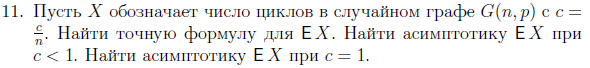 11. Пусть X обозначает число циклов в случайном графе G(n, p) с c =
c/n. Найти точную формулу для E X. Найти асимптотику E X при
c < 1. Найти асимптотику E X при c = 1.